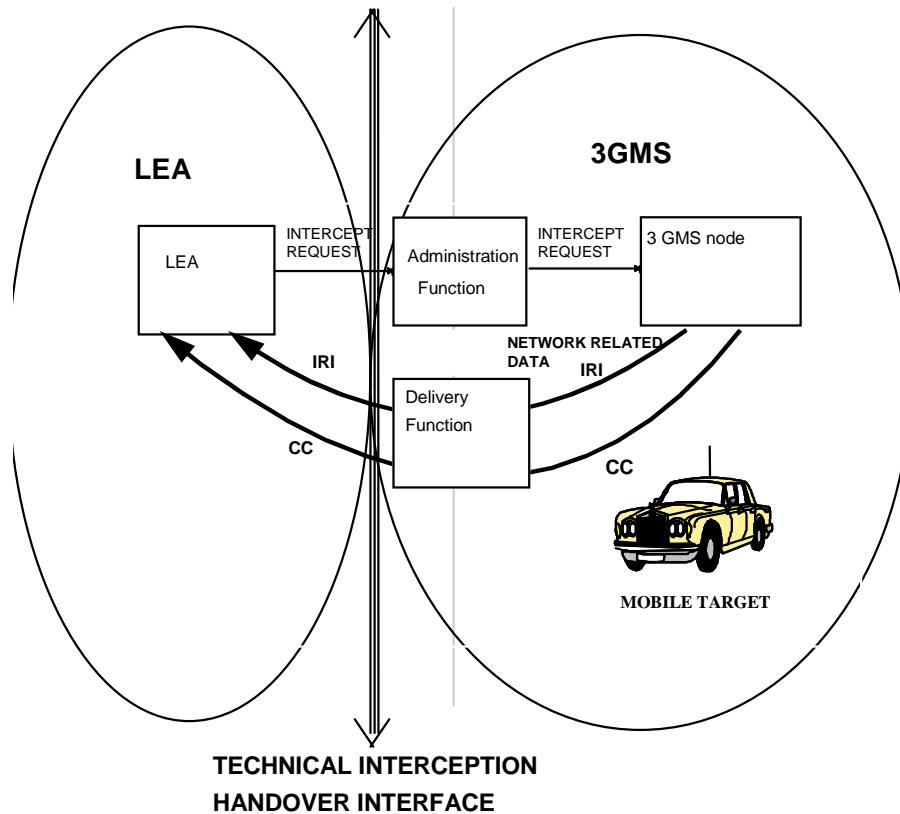 LEA
3GMS
LEA
INTERCEPT
REQUEST
Administration
Function
INTERCEPT
REQUEST
3 GMS node
NETWORK RELATED
DATA
IRI
IRI
Delivery
Function
CC
CC
MOBILE TARGET
TECHNICAL INTERCEPTION
HANDOVER INTERFACE